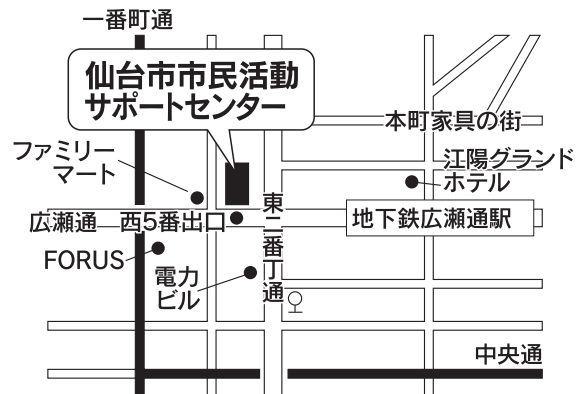 一番町通
仙台市市民活動
サポートセンター
本町家具の街
ファミリー
マート
江陽グランド
ホテル
広瀬通
西5番出口
東二番丁通
地下鉄広瀬通駅
FORUS
電力
ビル
中央通